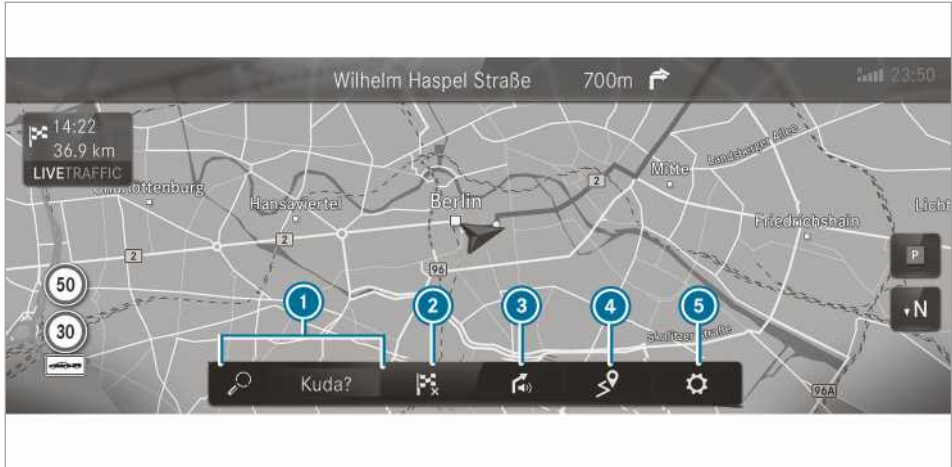 Wilhelm Haspel Straße 700m 23:50
14:22
36.9 km
LIVETRAFFIC
Landsberger Allee
Mitte
2
Hansaviertel
Berlin
Friedrichshain
Licht
2
2
96
P
N
50
30
1
2
3
4
5
Kuda?
96A